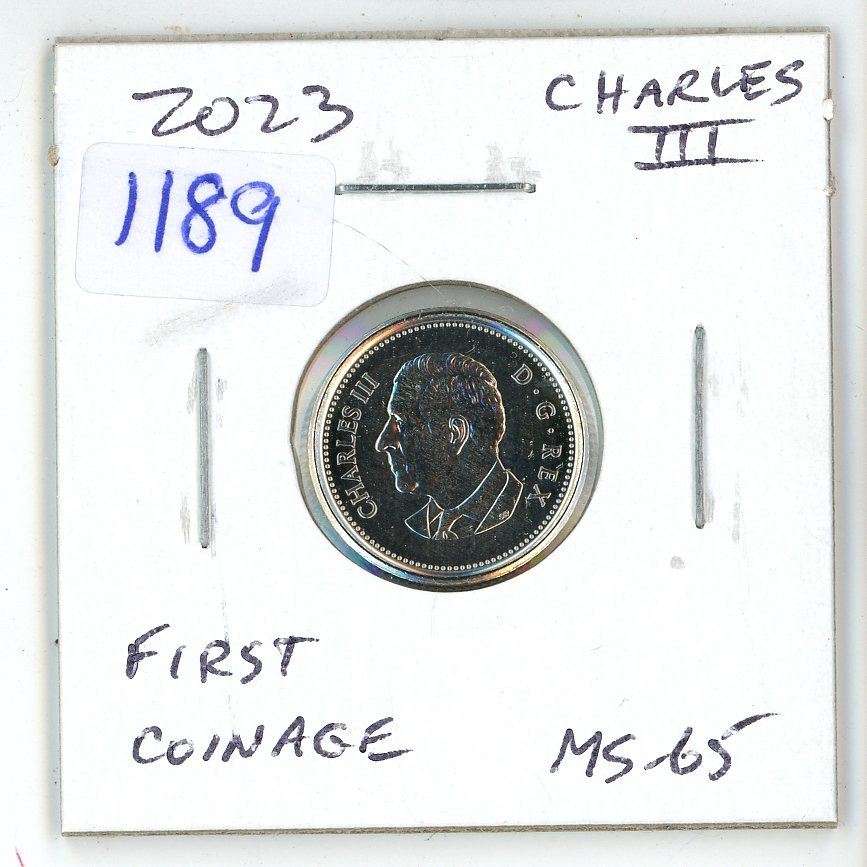 2023
CHARLES
III
1189
CHARLES III D·G·REX
FIRST
COINAGE
MS-65